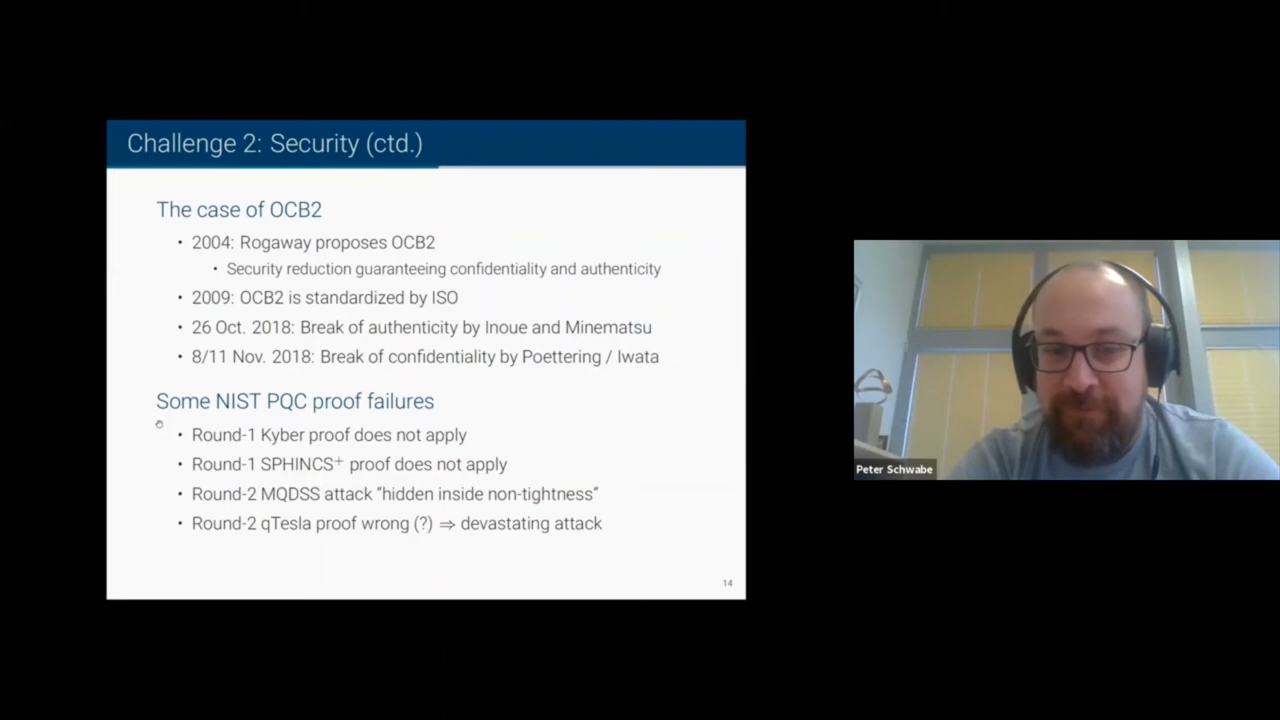 Challenge 2: Security (ctd.)
The case of OCB2
• 2004: Rogaway proposes OCB2
• Security reduction guaranteeing confidentiality and authenticity
• 2009: OCB2 is standardized by ISO
• 26 Oct. 2018: Break of authenticity by Inoue and Minematsu
• 8/11 Nov. 2018: Break of confidentiality by Poettering / Iwata
Some NIST PQC proof failures
• Round-1 Kyber proof does not apply
• Round-1 SPHINCS⁺ proof does not apply
• Round-2 MQDSS attack “hidden inside non-tightness”
• Round-2 qTesla proof wrong (?) ⇒ devastating attack
14
Peter Schwabe